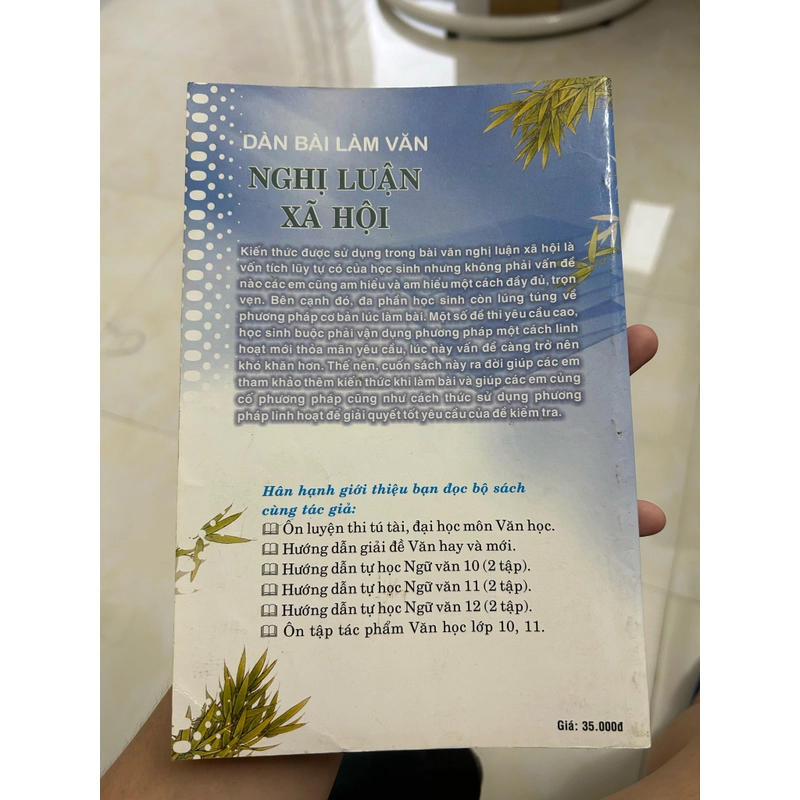 DÀN BÀI LÀM VĂN
NGHỊ LUẬN
XÃ HỘI
Kiến thức được sử dụng trong bài văn nghị luận xã hội là
vốn tích lũy tự có của học sinh nhưng không phải vấn đề
nào các em cũng am hiểu và am hiểu một cách đầy đủ, trọn
vẹn. Bên cạnh đó, đa phần học sinh còn lúng túng về
phương pháp cơ bản lúc làm bài. Một số đề thi yêu cầu cao,
học sinh buộc phải vận dụng phương pháp một cách linh
hoạt mới thỏa mãn yêu cầu, lúc này vấn đề càng trở nên
khó khăn hơn. Thế nên, cuốn sách này ra đời giúp các em
tham khảo thêm kiến thức khi làm bài và giúp các em củng
cố phương pháp cũng như cách thức sử dụng phương
pháp linh hoạt để giải quyết tốt yêu cầu của đề kiểm tra.
Hân hạnh giới thiệu bạn đọc bộ sách
cùng tác giả:
Ôn luyện thi tú tài, đại học môn Văn học.
Hướng dẫn giải đề Văn hay và mới.
Hướng dẫn tự học Ngữ văn 10 (2 tập).
Hướng dẫn tự học Ngữ văn 11 (2 tập).
Hướng dẫn tự học Ngữ văn 12 (2 tập).
Ôn tập tác phẩm Văn học lớp 10, 11.
Giá: 35.000đ